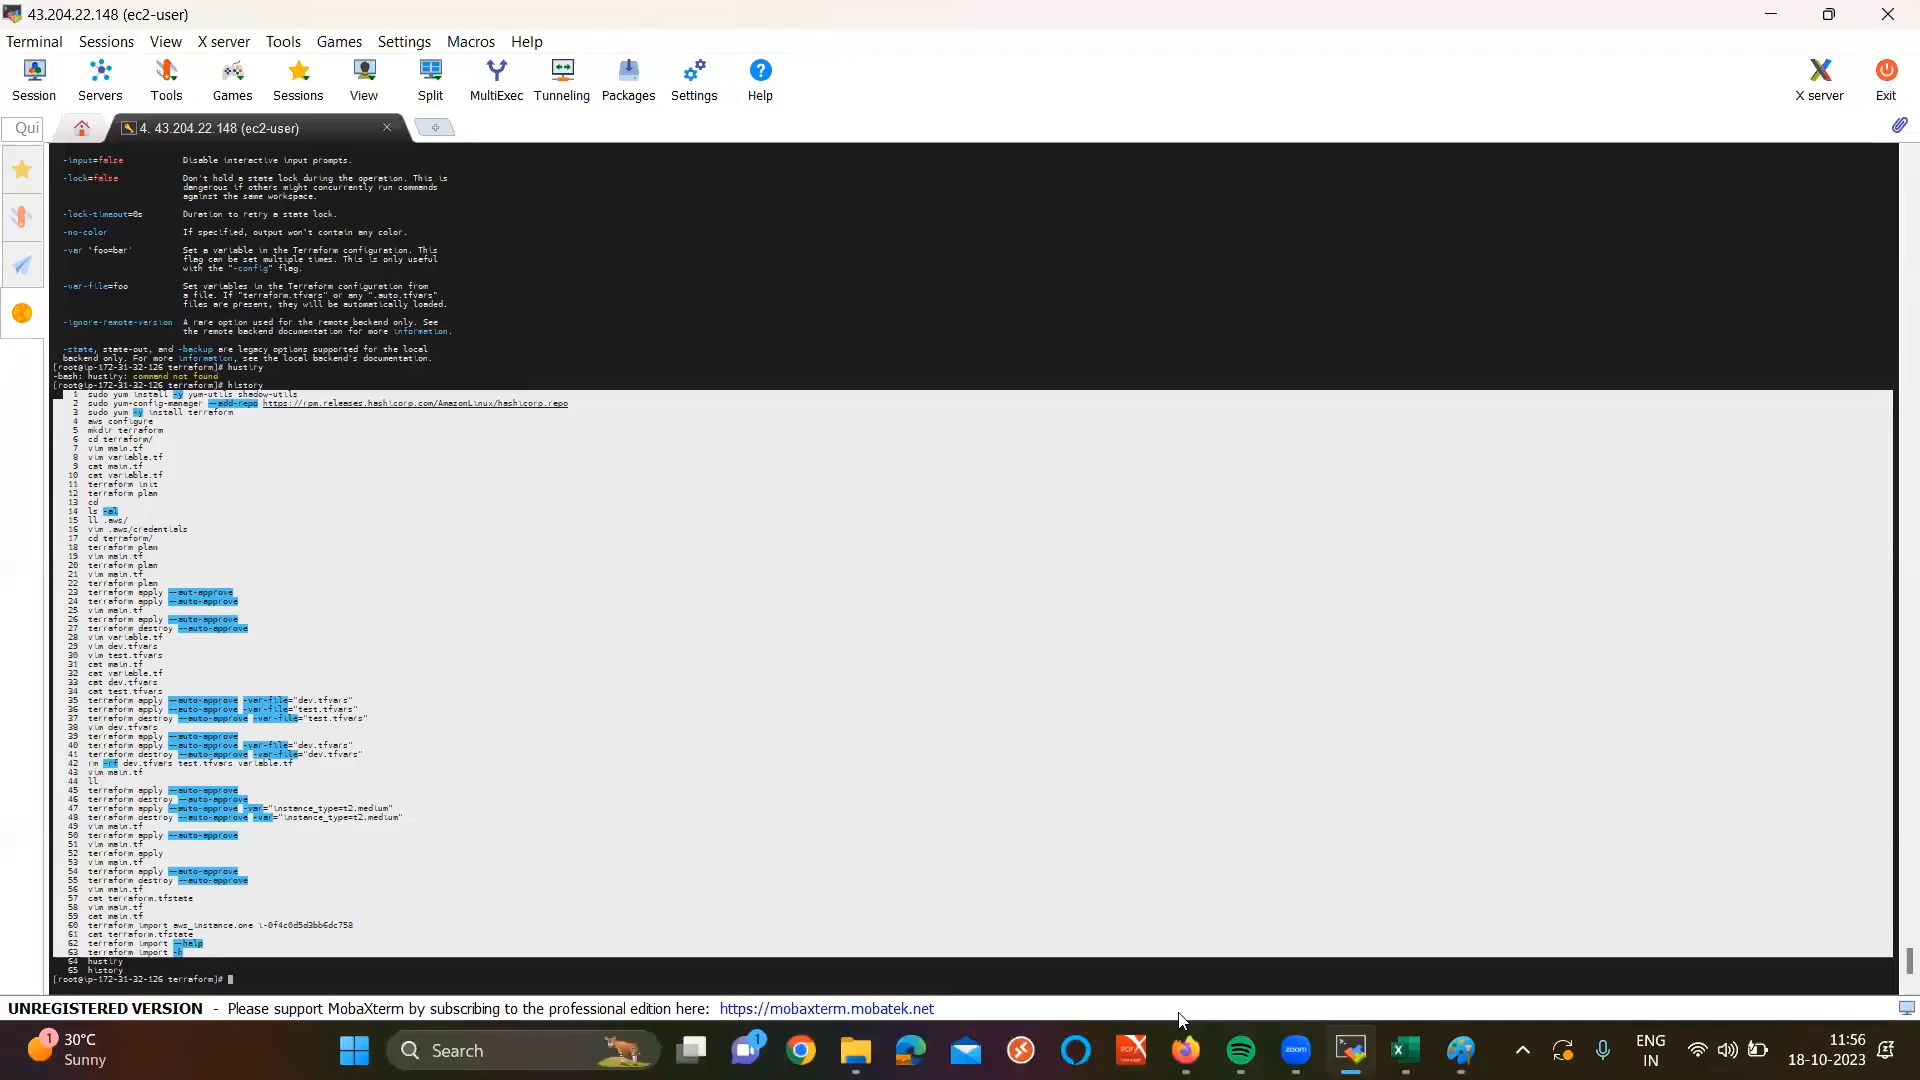 43.204.22.148 (ec2-user)
Terminal Sessions View X server Tools Games Settings Macros Help
Session Servers Tools Games Sessions View Split MultiExec Tunneling Packages Settings Help X server Exit
Qui 4. 43.204.22.148 (ec2-user)
-input=false Disable interactive input prompts.
-lock=false Don't hold a state lock during the operation. This is
dangerous if others might concurrently run commands
against the same workspace.
-lock-timeout=0s Duration to retry a state lock.
-no-color If specified, output won't contain any color.
-var 'foo=bar' Set a variable in the Terraform configuration. This
flag can be set multiple times. This is only useful
with the "-config" flag.
-var-file=foo Set variables in the Terraform configuration from
a file. If "terraform.tfvars" or any ".auto.tfvars"
files are present, they will be automatically loaded.
-ignore-remote-version A rare option used for the remote backend only. See
the remote backend documentation for more information.
-state, state-out, and -backup are legacy options supported for the local
backend only. For more information, see the local backend's documentation.
[root@ip-172-31-32-126 terraform]# hustiry
-bash: hustiry: command not found
[root@ip-172-31-32-126 terraform]# history
1 sudo yum install -y yum-utils shadow-utils
2 sudo yum-config-manager --add-repo https://rpm.releases.hashicorp.com/AmazonLinux/hashicorp.repo
3 sudo yum -y install terraform
4 aws configure
5 mkdir terraform
6 cd terraform/
7 vim main.tf
8 vim variable.tf
9 cat main.tf
10 cat variable.tf
11 terraform init
12 terraform plan
13 cd
14 ls -al
15 ll .aws/
16 vim .aws/credentials
17 cd terraform/
18 terraform plan
19 vim main.tf
20 terraform plan
21 vim main.tf
22 terraform plan
23 terraform apply --aut-approve
24 terraform apply --auto-approve
25 vim main.tf
26 terraform apply --auto-approve
27 terraform destroy --auto-approve
28 vim variable.tf
29 vim dev.tfvars
30 vim test.tfvars
31 cat main.tf
32 cat variable.tf
33 cat dev.tfvars
34 cat test.tfvars
35 terraform apply --auto-approve -var-file="dev.tfvars"
36 terraform apply --auto-approve -var-file="test.tfvars"
37 terraform destroy --auto-approve -var-file="test.tfvars"
38 vim dev.tfvars
39 terraform apply --auto-approve
40 terraform apply --auto-approve -var-file="dev.tfvars"
41 terraform destroy --auto-approve -var-file="dev.tfvars"
42 rm -rf dev.tfvars test.tfvars variable.tf
43 vim main.tf
44 ll
45 terraform apply --auto-approve
46 terraform destroy --auto-approve
47 terraform apply --auto-approve -var="instance_type=t2.medium"
48 terraform destroy --auto-approve -var="instance_type=t2.medium"
49 vim main.tf
50 terraform apply --auto-approve
51 vim main.tf
52 terraform apply
53 vim main.tf
54 terraform apply --auto-approve
55 terraform destroy --auto-approve
56 vim main.tf
57 cat terraform.tfstate
58 vim main.tf
59 cat main.tf
60 terraform import aws_instance.one i-0f4c0d5d3bb6dc758
61 cat terraform.tfstate
62 terraform import --help
63 terraform import -h
64 hustiry
65 history
[root@ip-172-31-32-126 terraform]#
UNREGISTERED VERSION - Please support MobaXterm by subscribing to the professional edition here: https://mobaxterm.mobatek.net
1 30°C
Sunny
Search
1
zoom
ENG
IN
11:56
18-10-2023